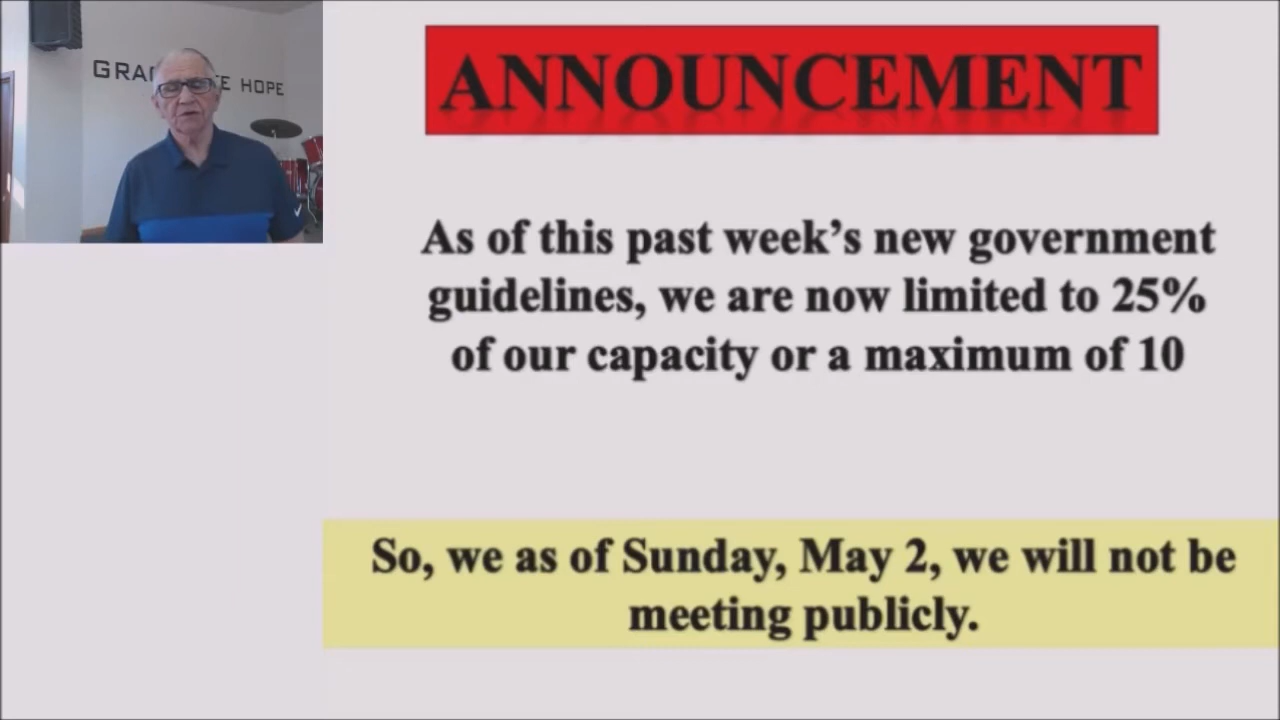 GRA E HOPE
ANNOUNCEMENT
As of this past week's new government
guidelines, we are now limited to 25%
of our capacity or a maximum of 10
So, we as of Sunday, May 2, we will not be
meeting publicly.